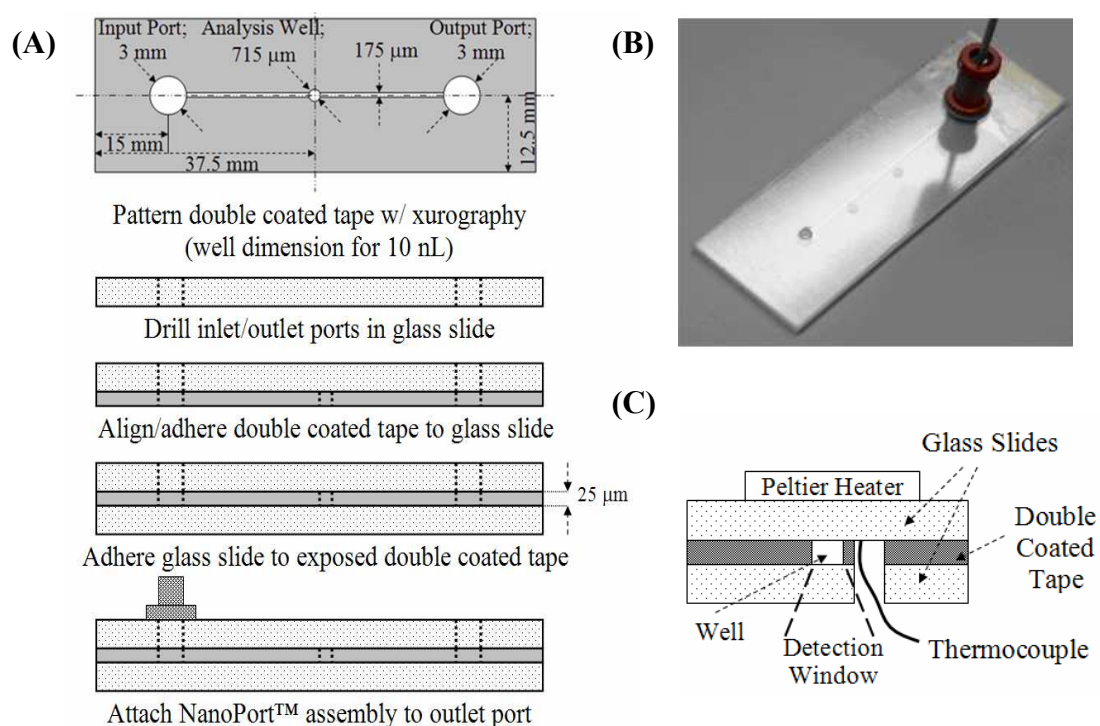 (A)
Input Port;
3 mm
Analysis Well;
715 µm
175 µm
Output Port;
3 mm
15 mm
37.5 mm
12.5 mm
Pattern double coated tape w/ xurography
(well dimension for 10 nL)
Drill inlet/outlet ports in glass slide
Align/adhere double coated tape to glass slide
25 µm
Adhere glass slide to exposed double coated tape
Attach NanoPort™ assembly to outlet port
(B)
(C)
Glass Slides
Peltier Heater
Double
Coated
Tape
Well
Detection
Window
Thermocouple